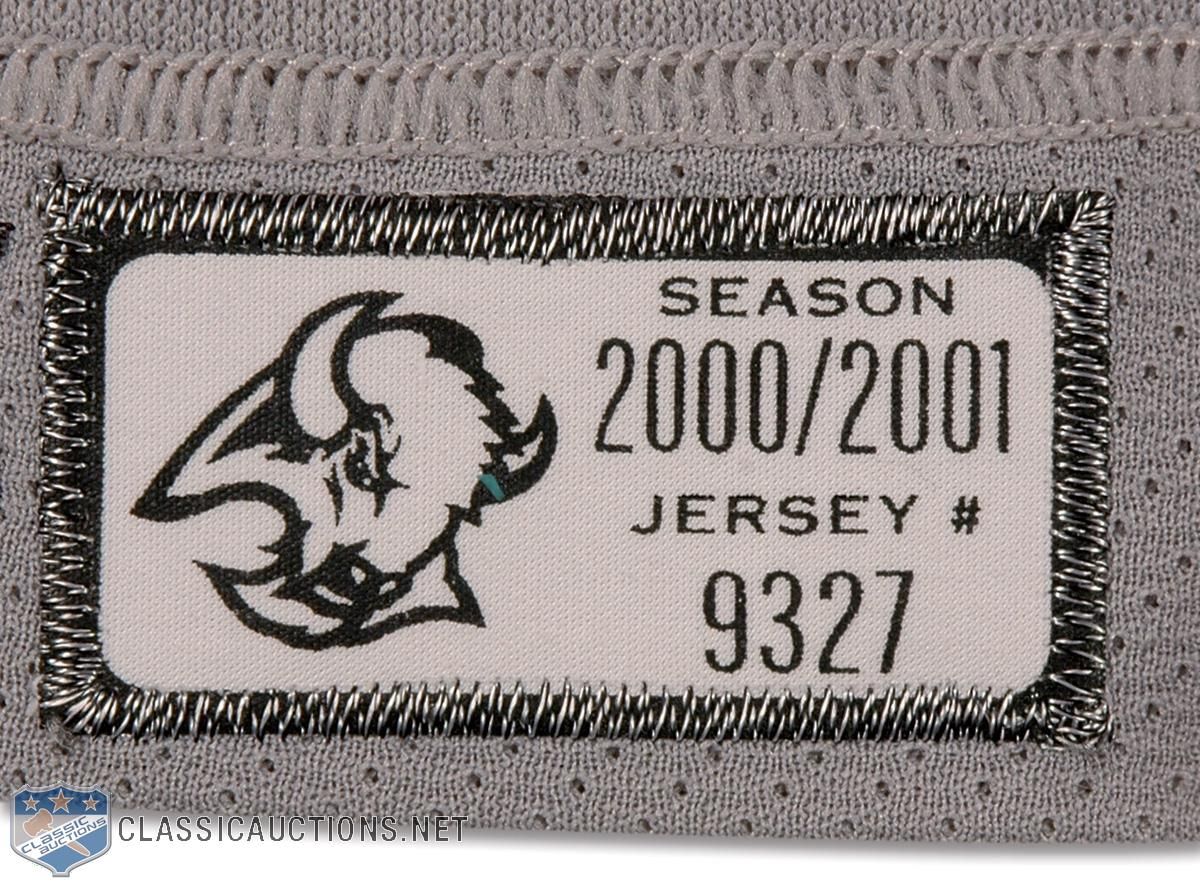 SEASON
2000/2001
JERSEY #
9327
CLASSIC
AUCTIONS
CLASSICAUCTIONS.NET